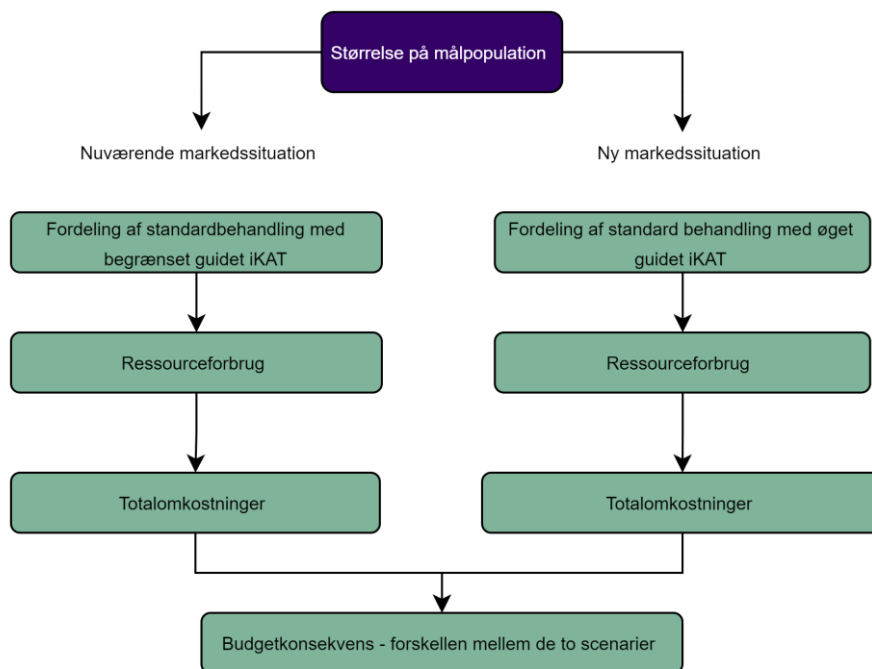 Størrelse på målpopulation
Nuværende markedssituation
Ny markedssituation
Fordeling af standardbehandling med
begrænset guidet iKAT
Fordeling af standard behandling med øget
guidet iKAT
Ressourceforbrug
Ressourceforbrug
Totalomkostninger
Totalomkostninger
Budgetkonsekvens - forskellen mellem de to scenarier